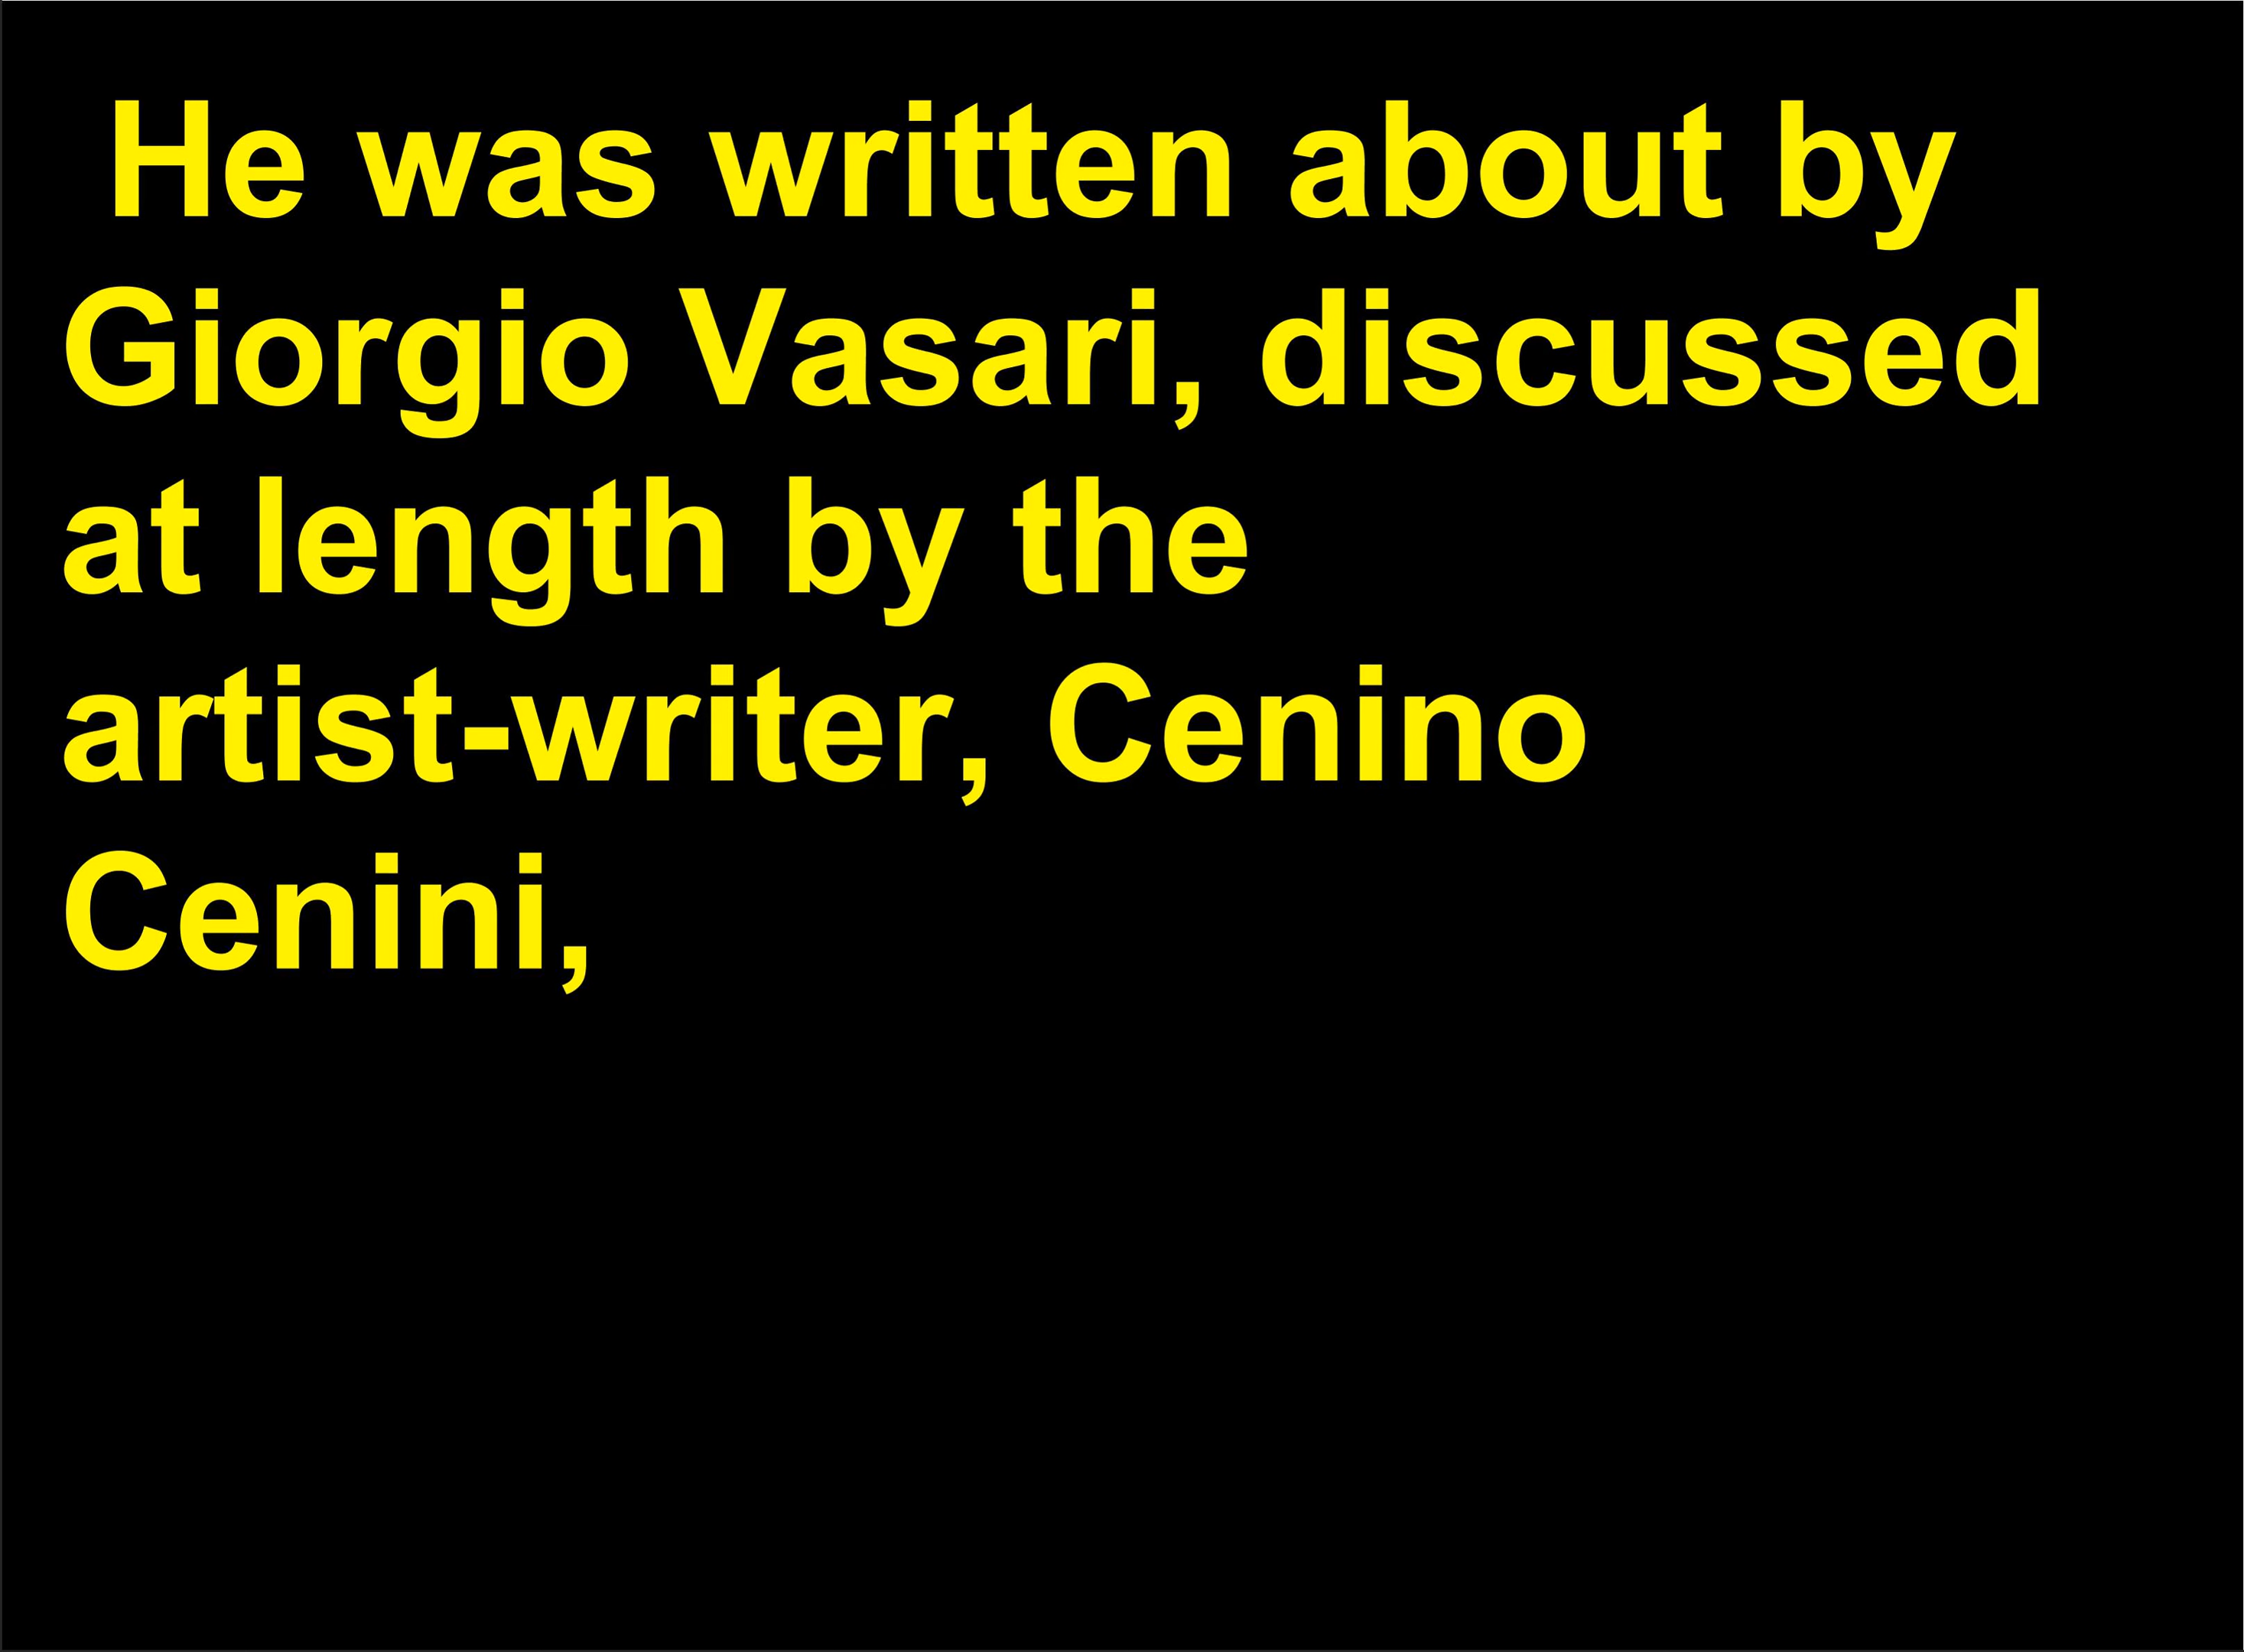 He was written about by
Giorgio Vasari, discussed
at length by the
artist-writer, Cenino
Cenini,